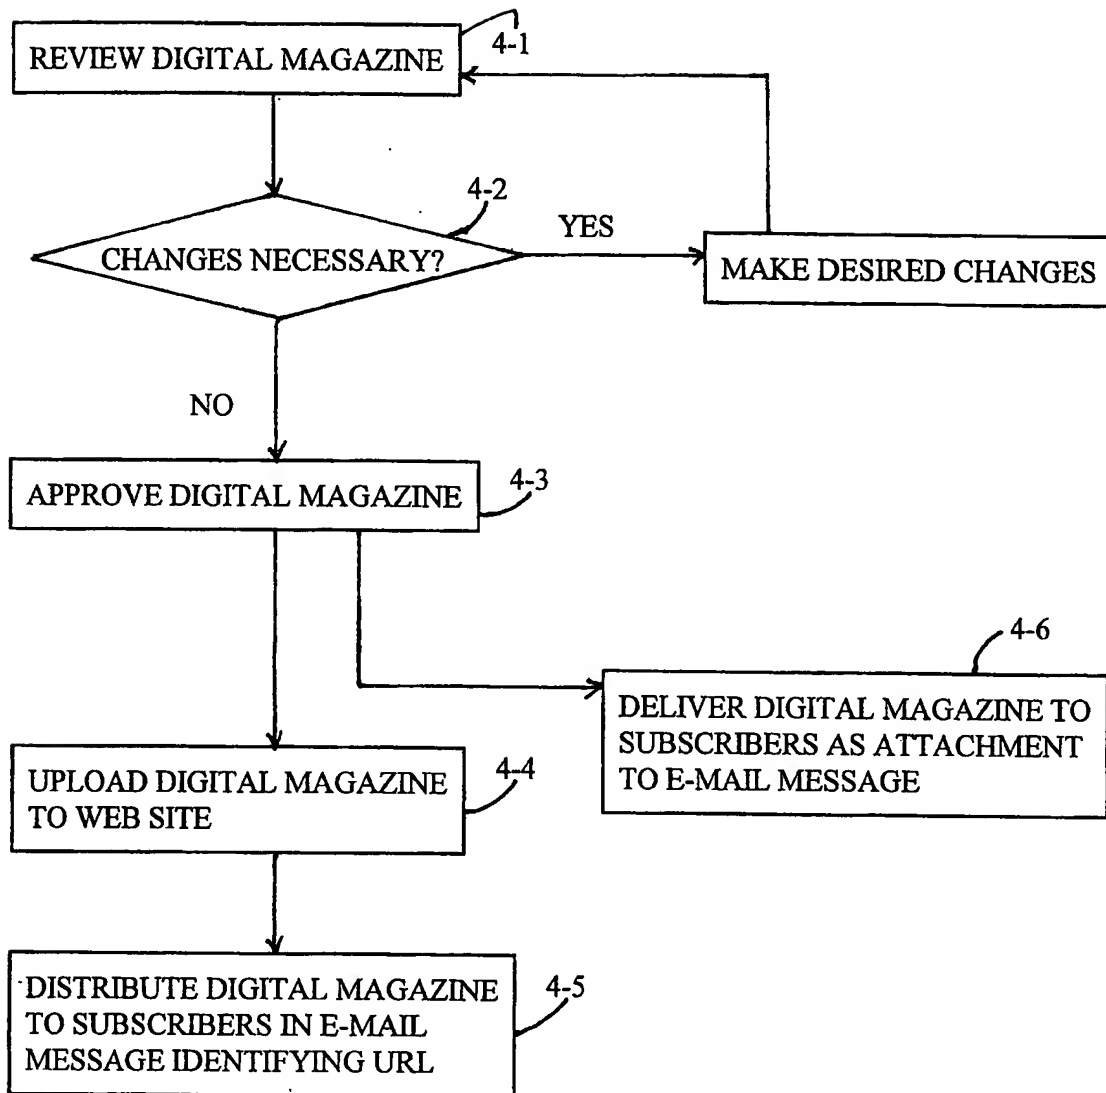 REVIEW DIGITAL MAGAZINE
4-1
4-2
CHANGES NECESSARY?
YES
MAKE DESIRED CHANGES
NO
APPROVE DIGITAL MAGAZINE
4-3
4-6
DELIVER DIGITAL MAGAZINE TO
SUBSCRIBERS AS ATTACHMENT
TO E-MAIL MESSAGE
UPLOAD DIGITAL MAGAZINE
TO WEB SITE
4-4
DISTRIBUTE DIGITAL MAGAZINE
TO SUBSCRIBERS IN E-MAIL
MESSAGE IDENTIFYING URL
4-5